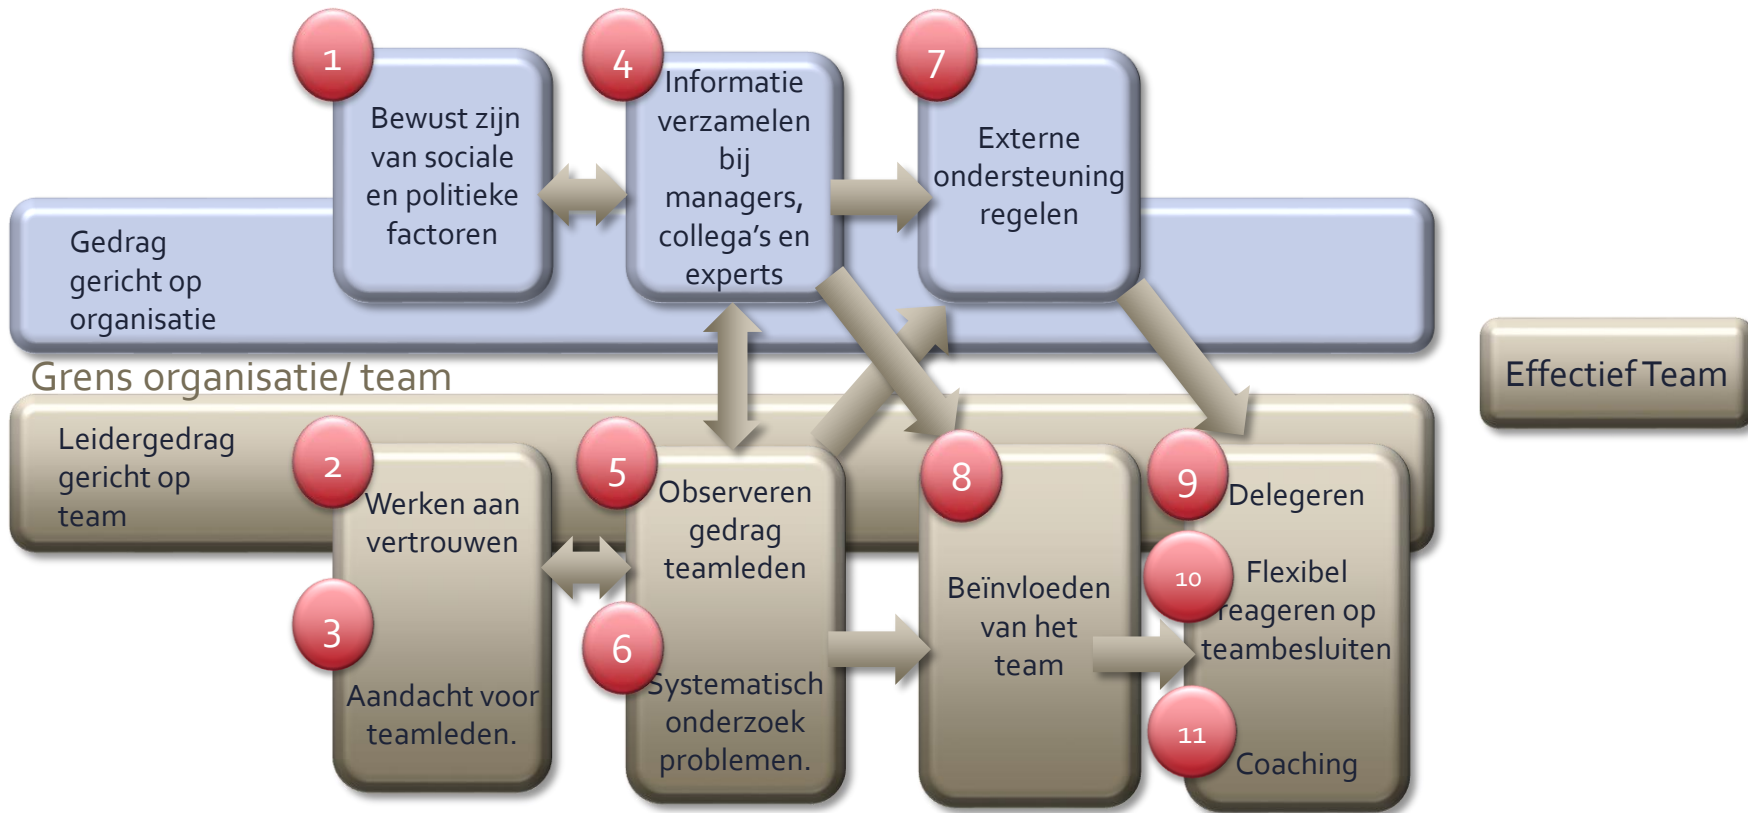 1
Bewust zijn
van sociale
en politieke
factoren
4
Informatie
verzamelen
bij
managers,
collega's en
experts
7
Externe
ondersteuning
regelen
Gedrag
gericht op
organisatie
Grens organisatie/ team
Effectief Team
Leidergedrag
gericht op
team
2
Werken aan
vertrouwen
3
Aandacht voor
teamleden.
5
Observeren
gedrag
teamleden
6
Systematisch
onderzoek
problemen.
8
Beïnvloeden
van het
team
9
Delegeren
10
Flexibel
reageren op
teambesluiten
11
Coaching